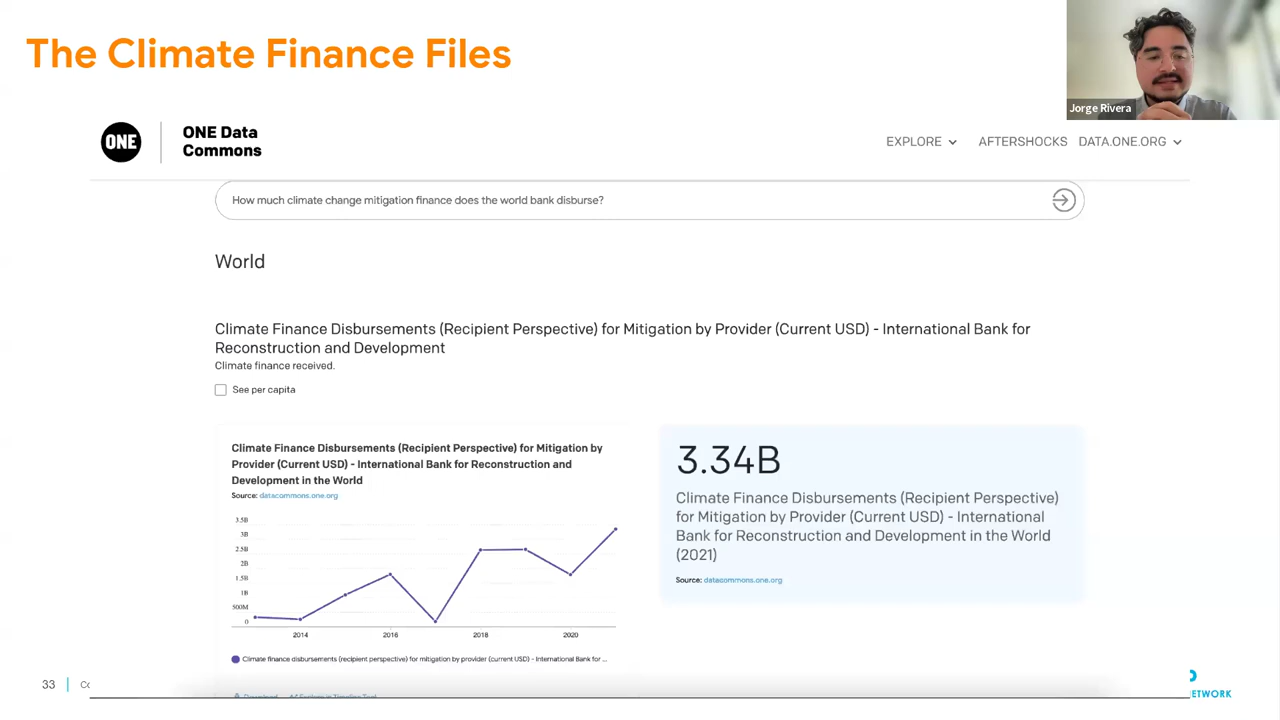 The Climate Finance Files
Jorge Rivera
ONE
ONE Data
Commons
EXPLORE
AFTERSHOCKS
DATA.ONE.ORG
How much climate change mitigation finance does the world bank disburse?
World
Climate Finance Disbursements (Recipient Perspective) for Mitigation by Provider (Current USD) - International Bank for
Reconstruction and Development
Climate finance received.
See per capita
Climate Finance Disbursements (Recipient Perspective) for Mitigation by
Provider (Current USD) - International Bank for Reconstruction and
Development in the World
Source: datacommons.one.org
3.5B
3B
2.5B
2B
1.5B
1B
500M
0
2014
2016
2018
2020
Climate finance disbursements (recipient perspective) for mitigation by provider (current USD) - International Bank for ...
3.34B
Climate Finance Disbursements (Recipient Perspective)
for Mitigation by Provider (Current USD) - International
Bank for Reconstruction and Development in the World
(2021)
Source: datacommons.one.org
33